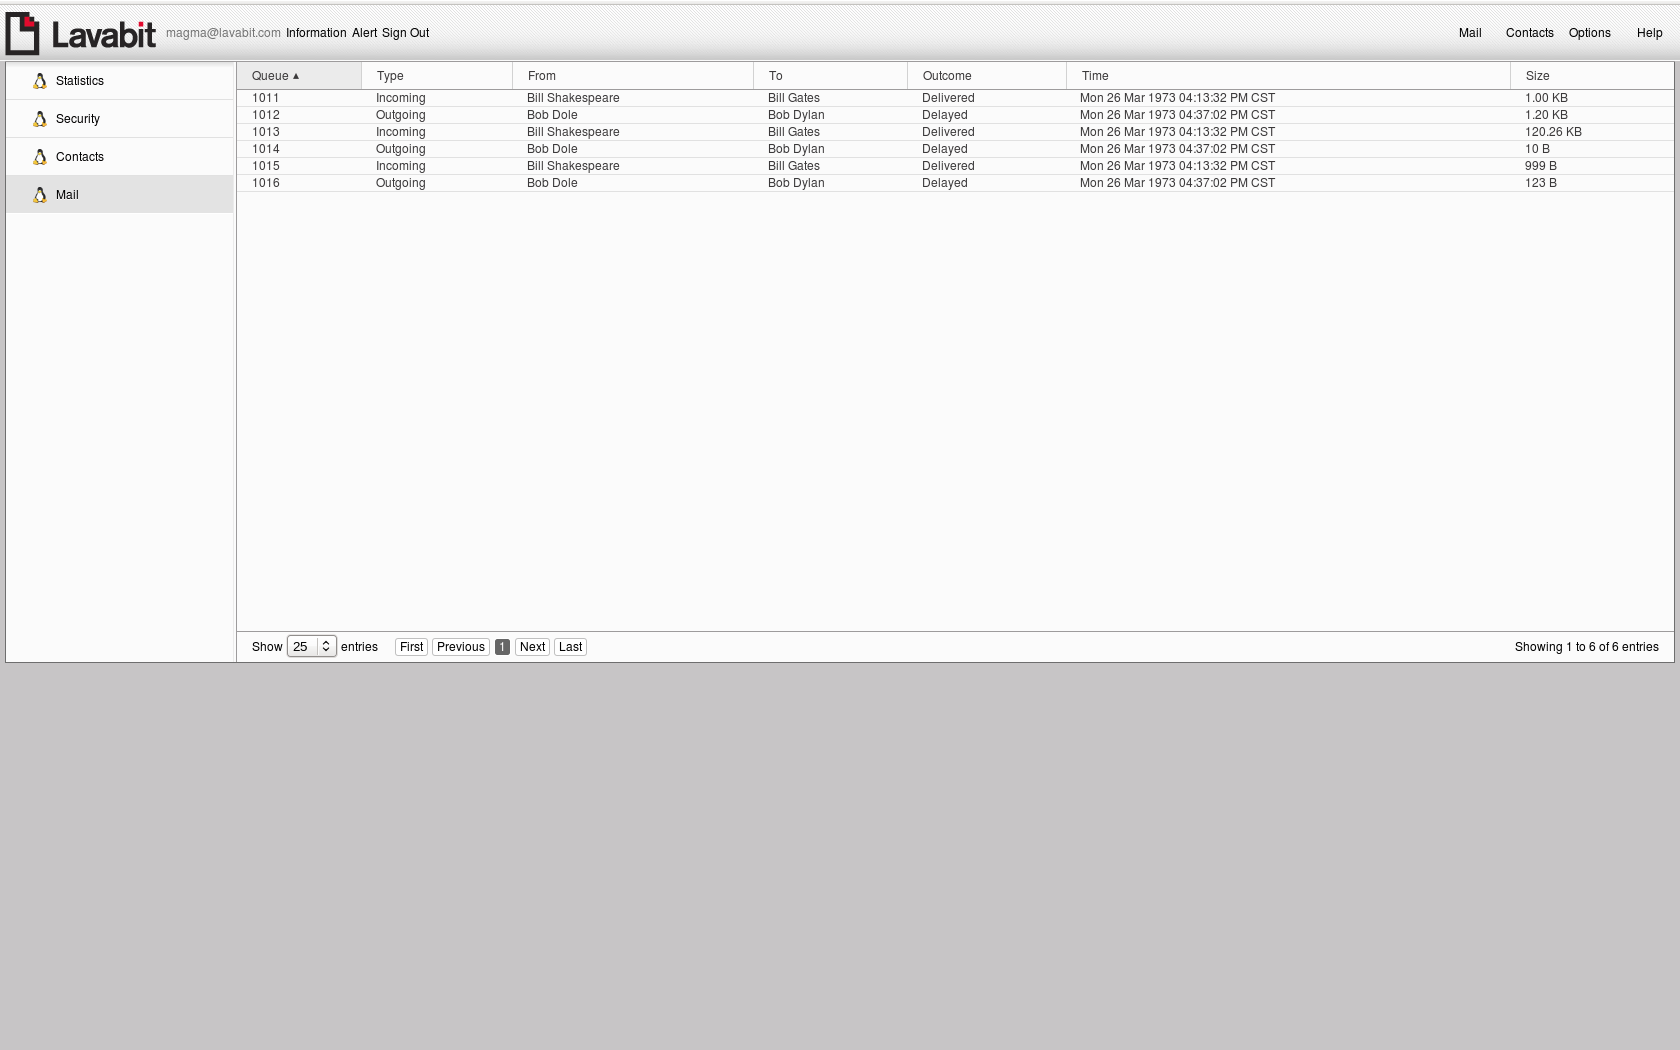 Lavabit magma@lavabit.com Information Alert Sign Out Mail Contacts Options Help
Statistics
Security
Contacts
Mail
Queue ▲ Type From To Outcome Time Size
1011 Incoming Bill Shakespeare Bill Gates Delivered Mon 26 Mar 1973 04:13:32 PM CST 1.00 KB
1012 Outgoing Bob Dole Bob Dylan Delayed Mon 26 Mar 1973 04:37:02 PM CST 1.20 KB
1013 Incoming Bill Shakespeare Bill Gates Delivered Mon 26 Mar 1973 04:13:32 PM CST 120.26 KB
1014 Outgoing Bob Dole Bob Dylan Delayed Mon 26 Mar 1973 04:37:02 PM CST 10 B
1015 Incoming Bill Shakespeare Bill Gates Delivered Mon 26 Mar 1973 04:13:32 PM CST 999 B
1016 Outgoing Bob Dole Bob Dylan Delayed Mon 26 Mar 1973 04:37:02 PM CST 123 B
Show 25 entries First Previous 1 Next Last Showing 1 to 6 of 6 entries